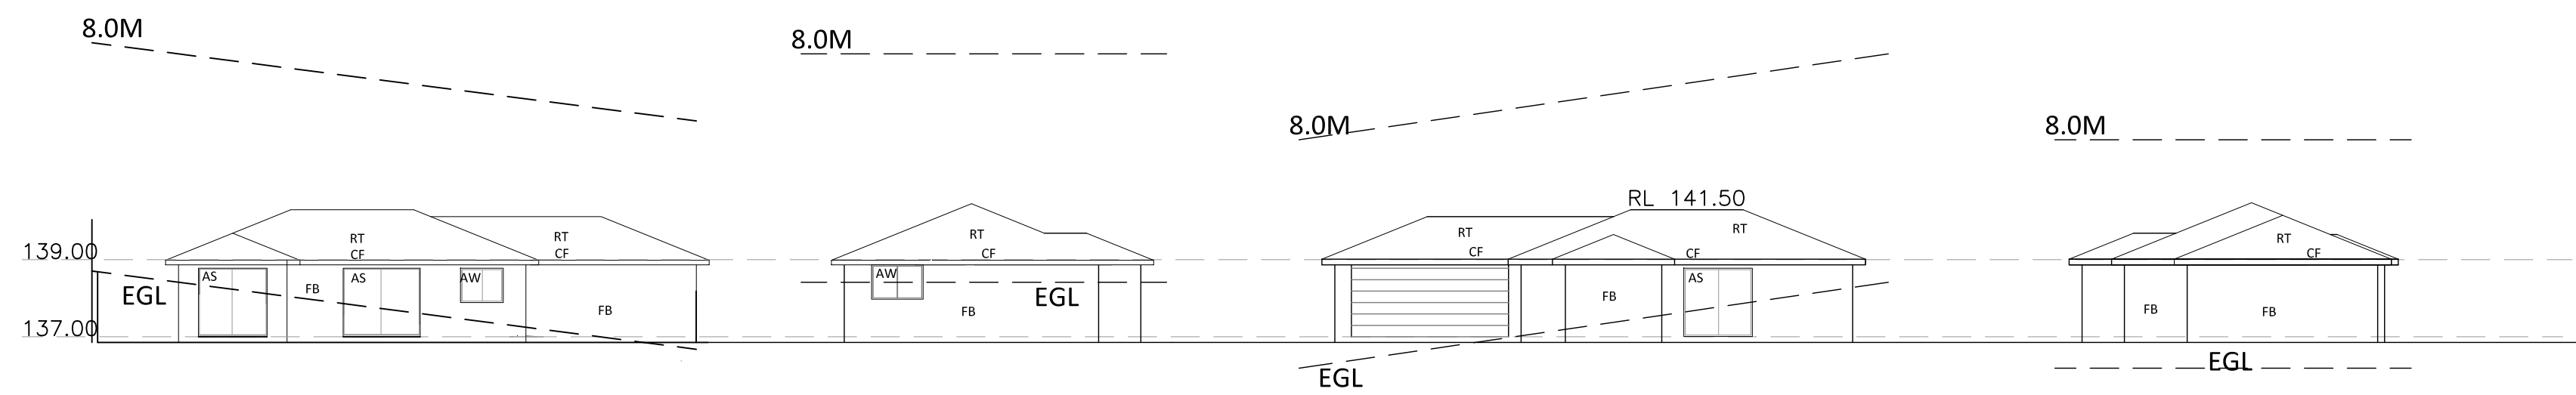 8.0M
139.00
137.00
EGL
RT
CF
RT
CF
AS
FB
AS
AW
FB
8.0M
RT
CF
AW
FB
EGL
8.0M
RL 141.50
RT
CF
RT
CF
FB
AS
EGL
8.0M
RT
CF
FB
FB
EGL